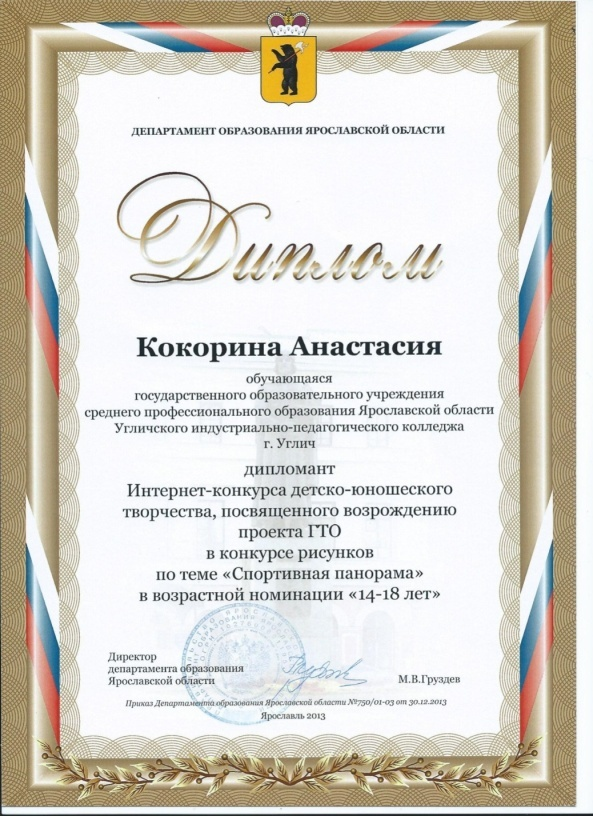 ДЕПАРТАМЕНТ ОБРАЗОВАНИЯ ЯРОСЛАВСКОЙ ОБЛАСТИ
Диплом
Кокорина Анастасия
обучающаяся
государственного образовательного учреждения
среднего профессионального образования Ярославской области
Угличского индустриально-педагогического колледжа
г. Углич
дипломант
Интернет-конкурса детско-юношеского
творчества, посвященного возрождению
проекта ГТО
в конкурсе рисунков
по теме «Спортивная панорама»
в возрастной номинации «14-18 лет»
Директор
департамента образования
Ярославской области
М.В.Груздев
Приказ Департамента образования Ярославской области №750/01-03 от 30.12.2013
Ярославль 2013